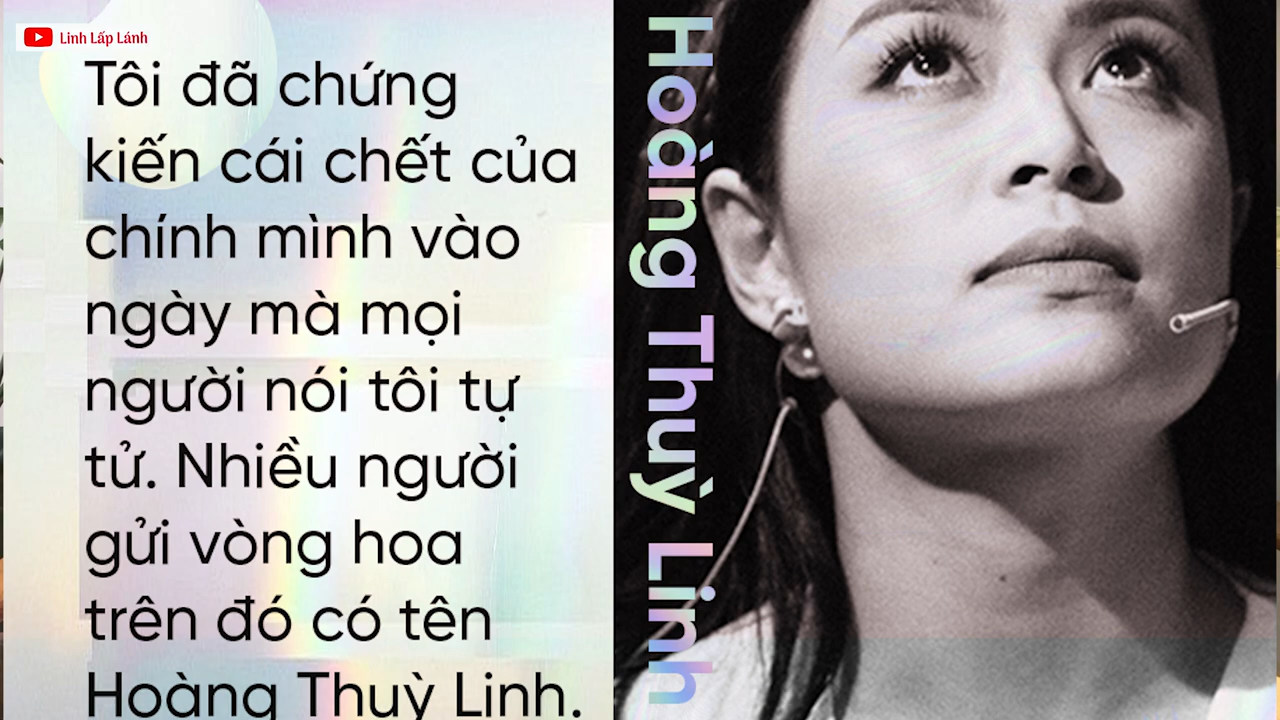 Linh Lấp Lánh
Tôi đã chứng
kiến cái chết của
chính mình vào
ngày mà mọi
người nói tôi tự
tử. Nhiều người
gửi vòng hoa
trên đó có tên
Hoàng Thuỳ Linh.
Hoàng Thuỳ Linh